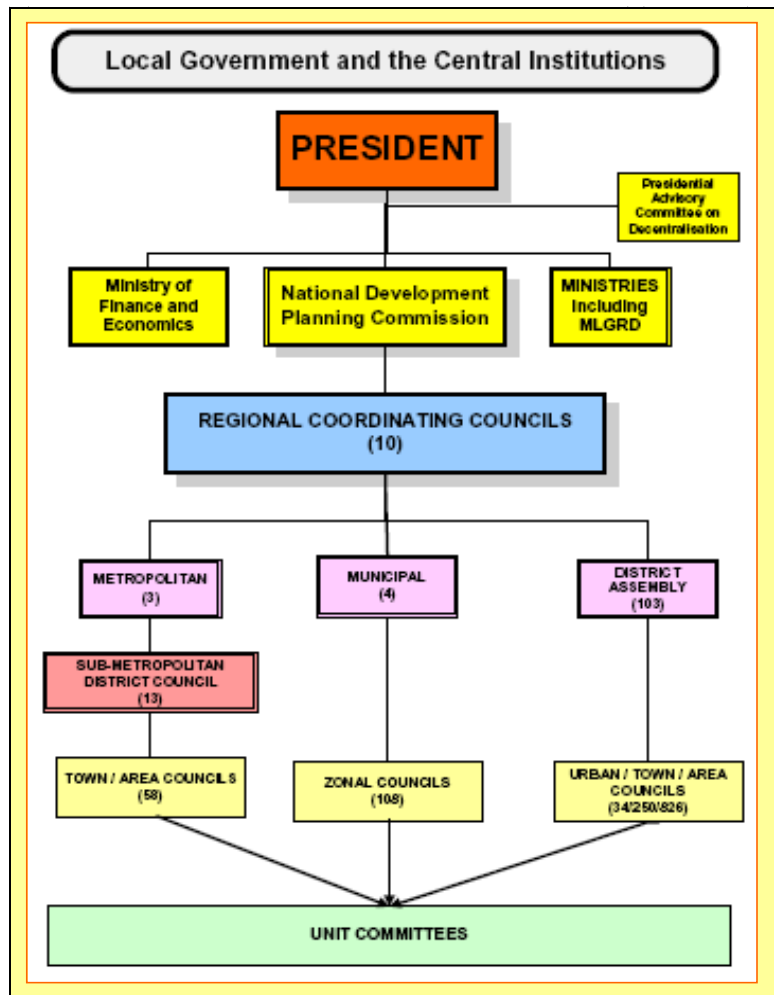 Local Government and the Central Institutions
PRESIDENT
Presidential
Advisory
Committee on
Decentralisation
Ministry of
Finance and
Economics
National Development
Planning Commission
MINISTRIES
Including
MLGRD
REGIONAL COORDINATING COUNCILS
(10)
METROPOLITAN
(3)
MUNICIPAL
(4)
DISTRICT
ASSEMBLY
(103)
SUB-METROPOLITAN
DISTRICT COUNCIL
(13)
TOWN / AREA COUNCILS
(58)
ZONAL COUNCILS
(108)
URBAN / TOWN / AREA
COUNCILS
(34/250/826)
UNIT COMMITTEES